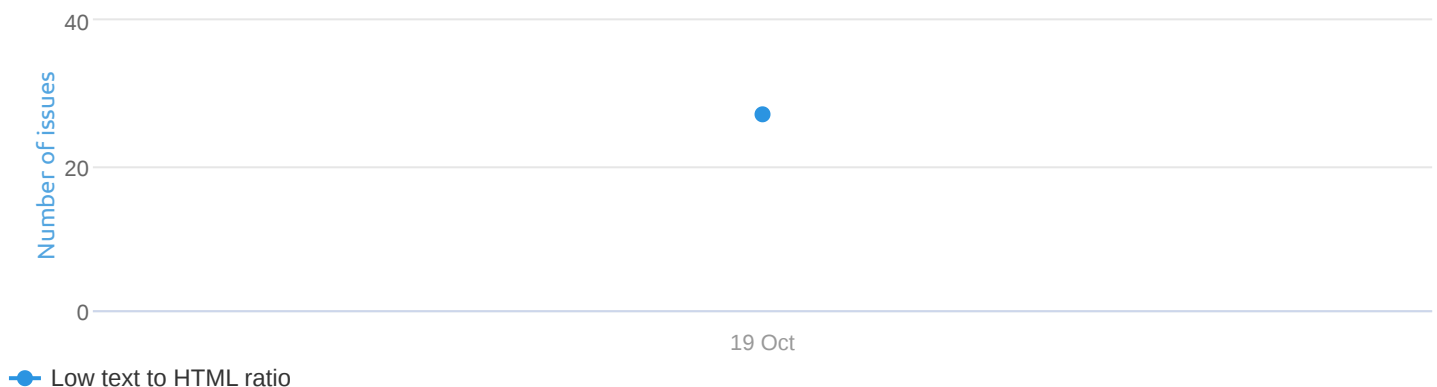 40
Number of issues
20
0
19 Oct
Low text to HTML ratio